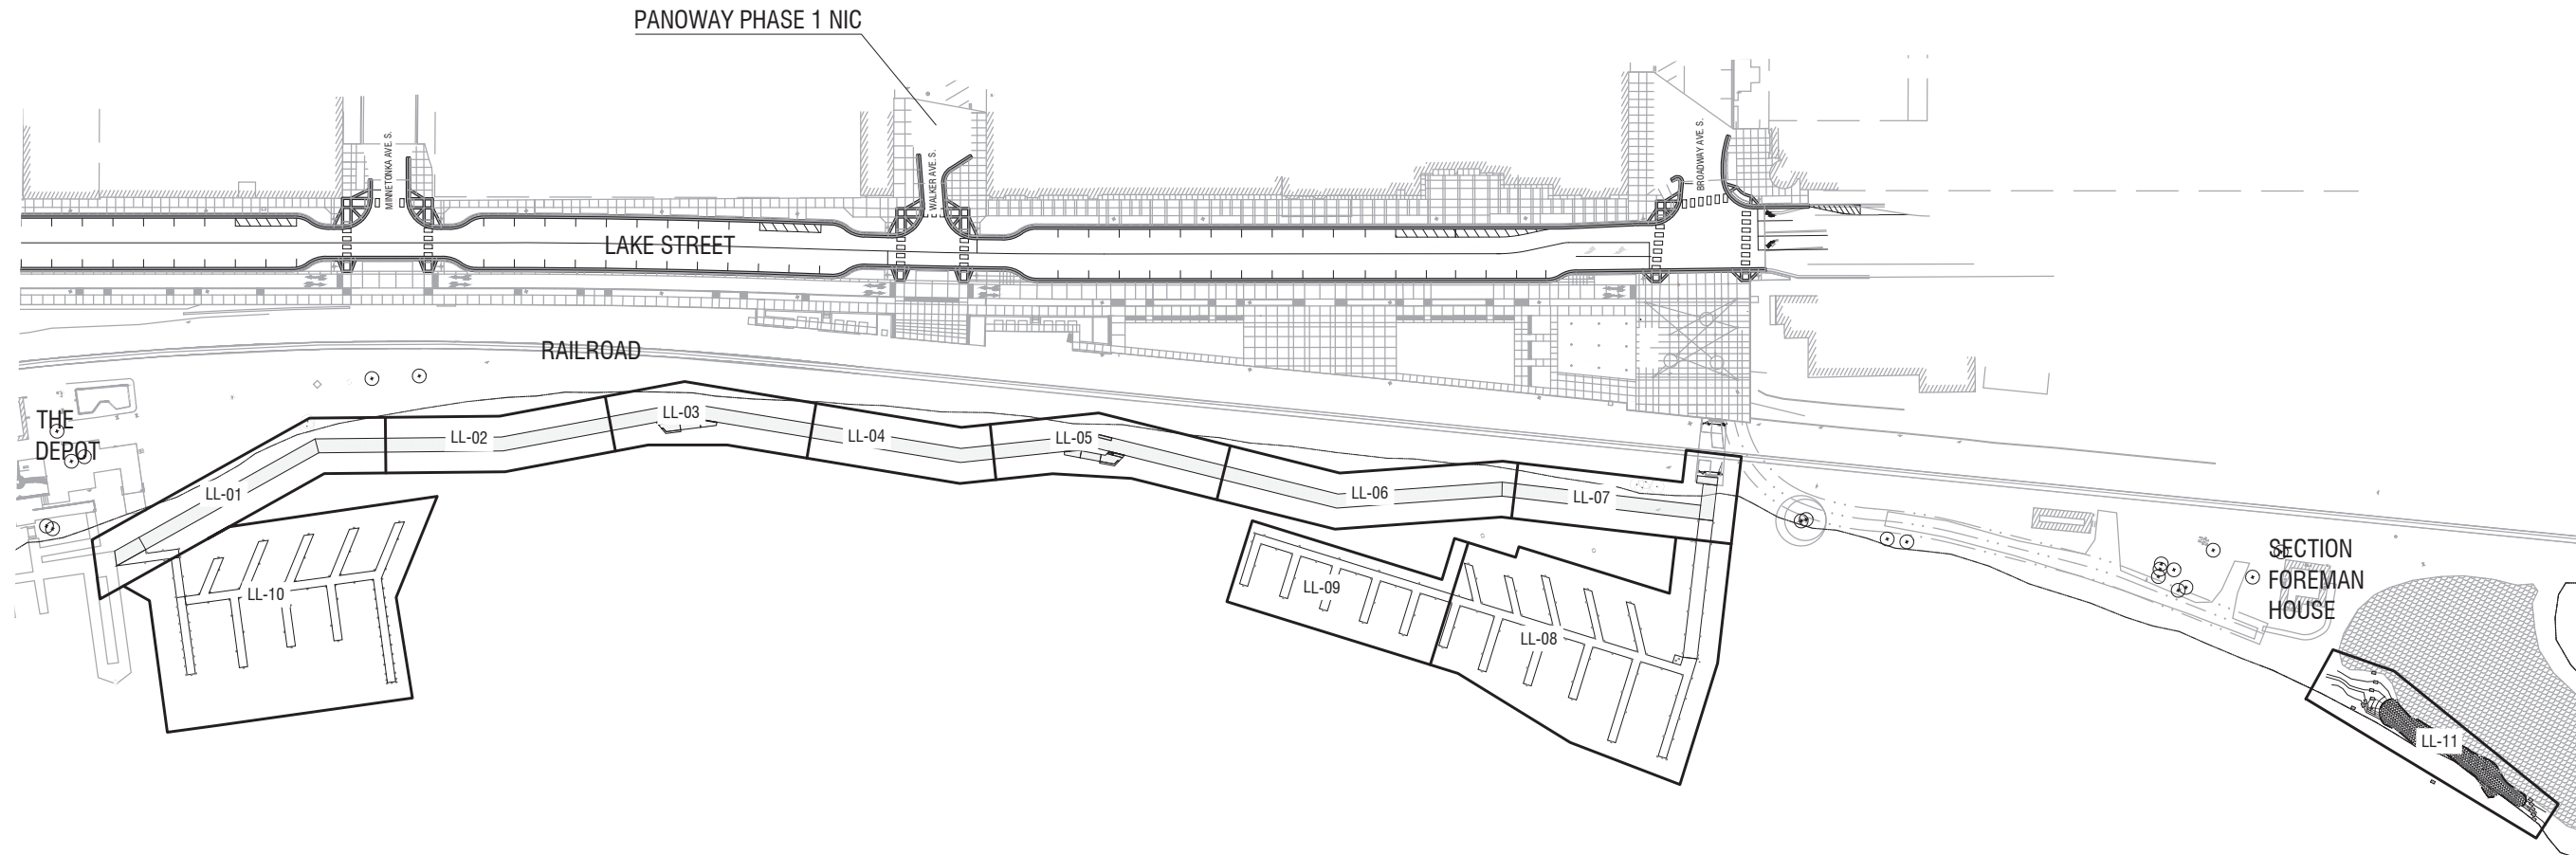 PANOWAY PHASE 1 NIC
MINNETONKA AVE. S.
WALKER AVE. S.
BROADWAY AVE. S.
LAKE STREET
RAILROAD
THE
DEPOT
LL-01
LL-02
LL-03
LL-04
LL-05
LL-06
LL-07
LL-10
LL-09
LL-08
SECTION
FOREMAN
HOUSE
LL-11